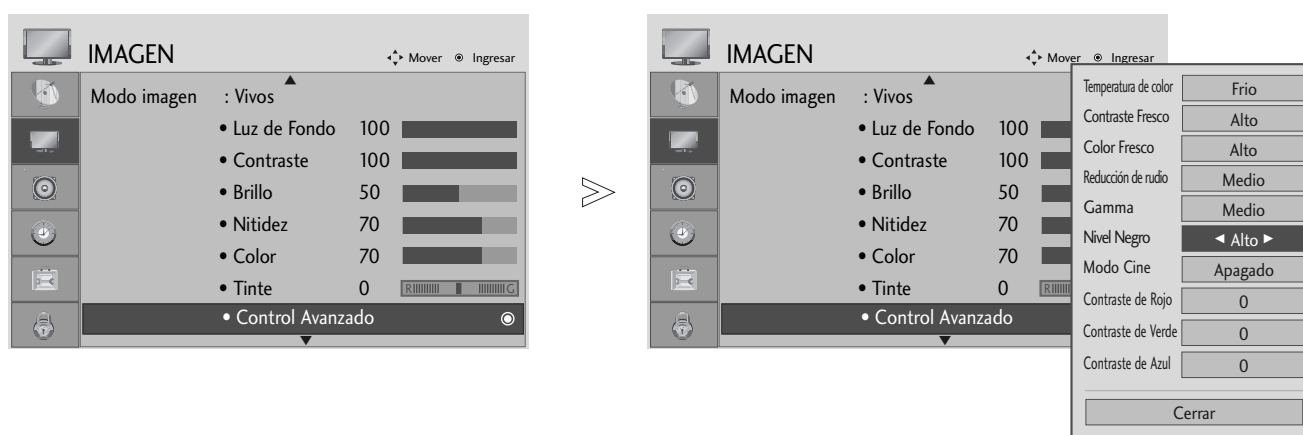 IMAGEN Mover Ingresar
Modo imagen : Vivos
• Luz de Fondo 100
• Contraste 100
• Brillo 50
• Nitidez 70
• Color 70
• Tinte 0 R G
• Control Avanzado
IMAGEN Mover Ingresar
Modo imagen : Vivos
• Luz de Fondo 100
• Contraste 100
• Brillo 50
• Nitidez 70
• Color 70
• Tinte 0 R
• Control Avanzado
Temperatura de color Frio
Contraste Fresco Alto
Color Fresco Alto
Reducción de rudio Medio
Gamma Medio
Nivel Negro ◄ Alto ►
Modo Cine Apagado
Contraste de Rojo 0
Contraste de Verde 0
Contraste de Azul 0
Cerrar